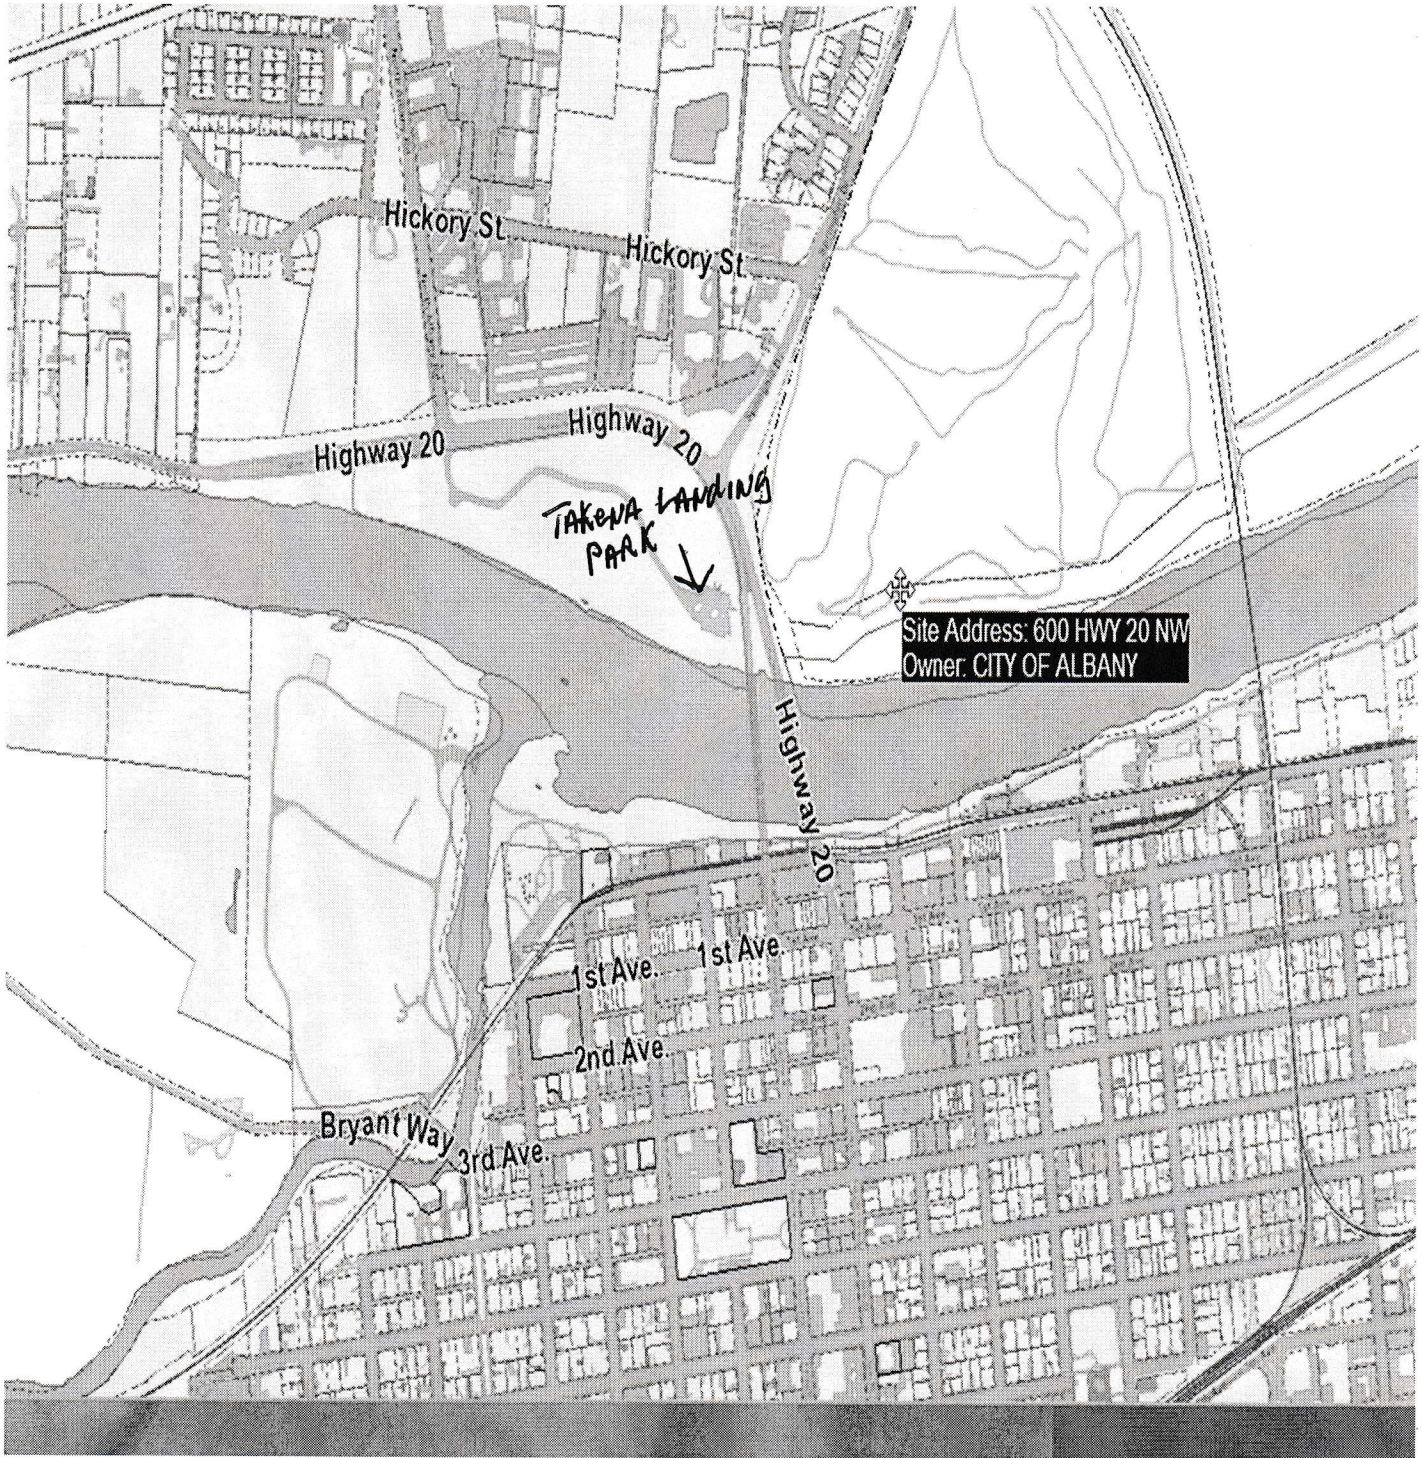 Hickory St.
Hickory St.
Highway 20
Highway 20
TAKENA LANDING
PARK
Site Address: 600 HWY 20 NW
Owner: CITY OF ALBANY
Highway 20
1st Ave.
1st Ave.
2nd Ave.
Bryant Way
3rd Ave.